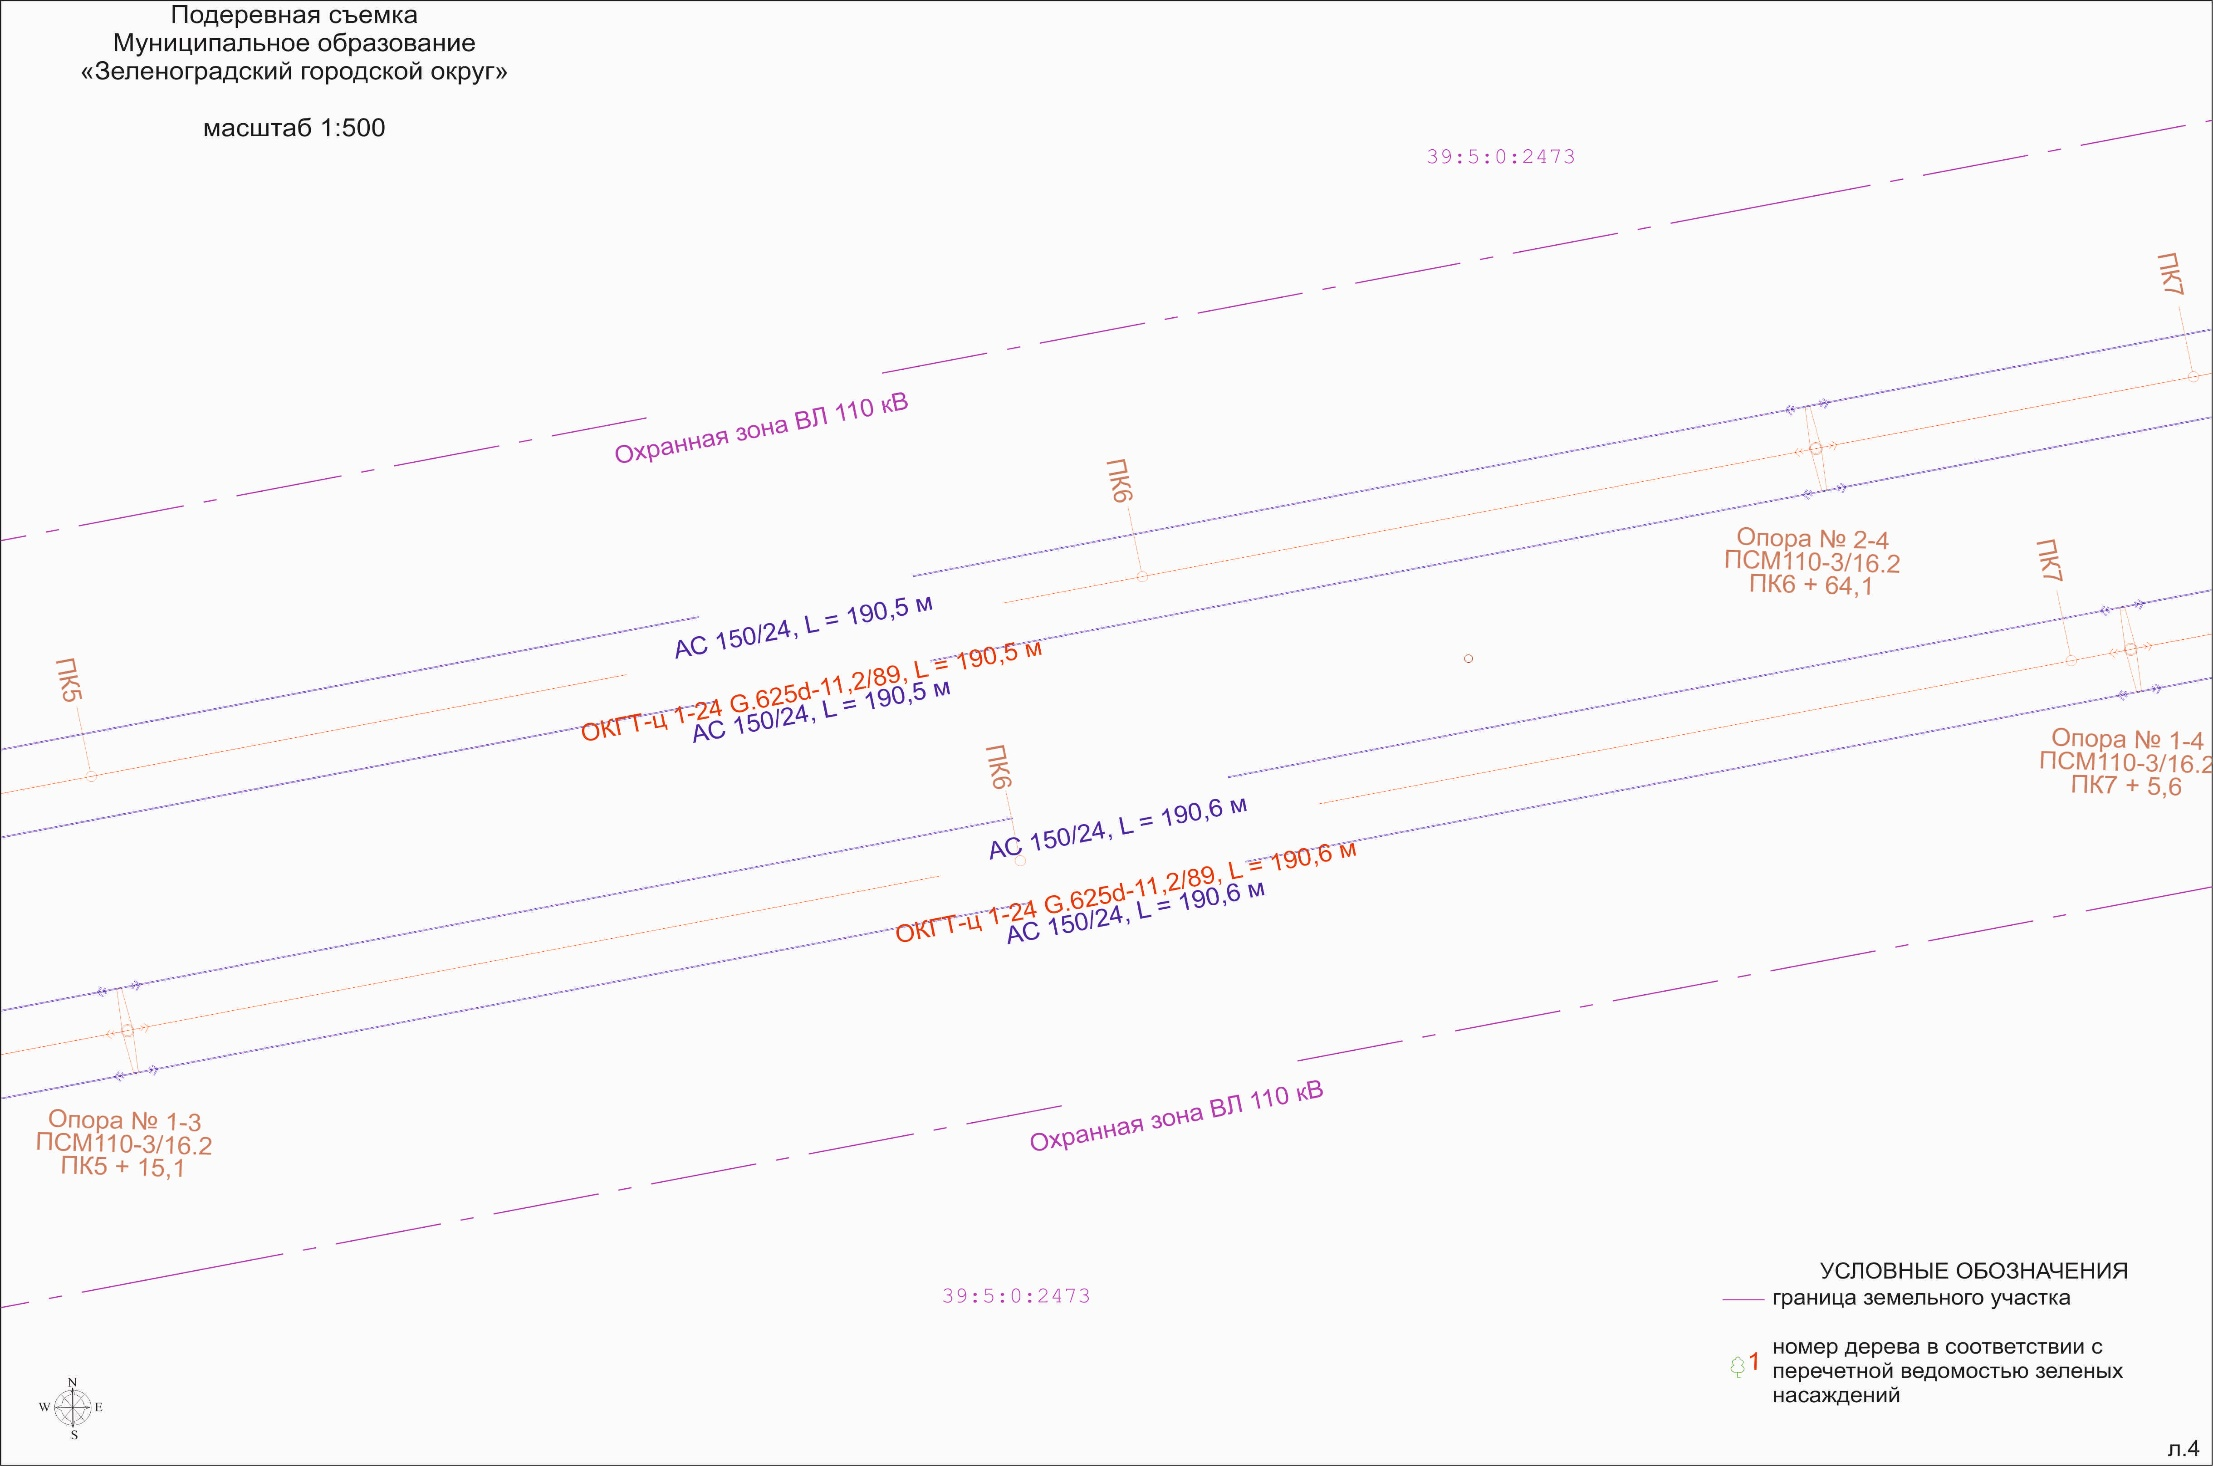 Подеревная съемка
Муниципальное образование
«Зеленоградский городской округ»
масштаб 1:500
39:5:0:2473
ПК7
Охранная зона ВЛ 110 кВ
ПК6
Опора № 2-4
ПСМ110-3/16.2
ПК6 + 64,1
ПК7
АС 150/24, L = 190,5 м
ОКГТ-ц 1-24 G.625d-11,2/89, L = 190,5 м
АС 150/24, L = 190,5 м
ПК5
ПК6
Опора № 1-4
ПСМ110-3/16.2
ПК7 + 5,6
АС 150/24, L = 190,6 м
ОКГТ-ц 1-24 G.625d-11,2/89, L = 190,6 м
АС 150/24, L = 190,6 м
Опора № 1-3
ПСМ110-3/16.2
ПК5 + 15,1
Охранная зона ВЛ 110 кВ
39:5:0:2473
УСЛОВНЫЕ ОБОЗНАЧЕНИЯ
граница земельного участка
1 номер дерева в соответствии с
перечетной ведомостью зеленых
насаждений
N
W E
S
л.4